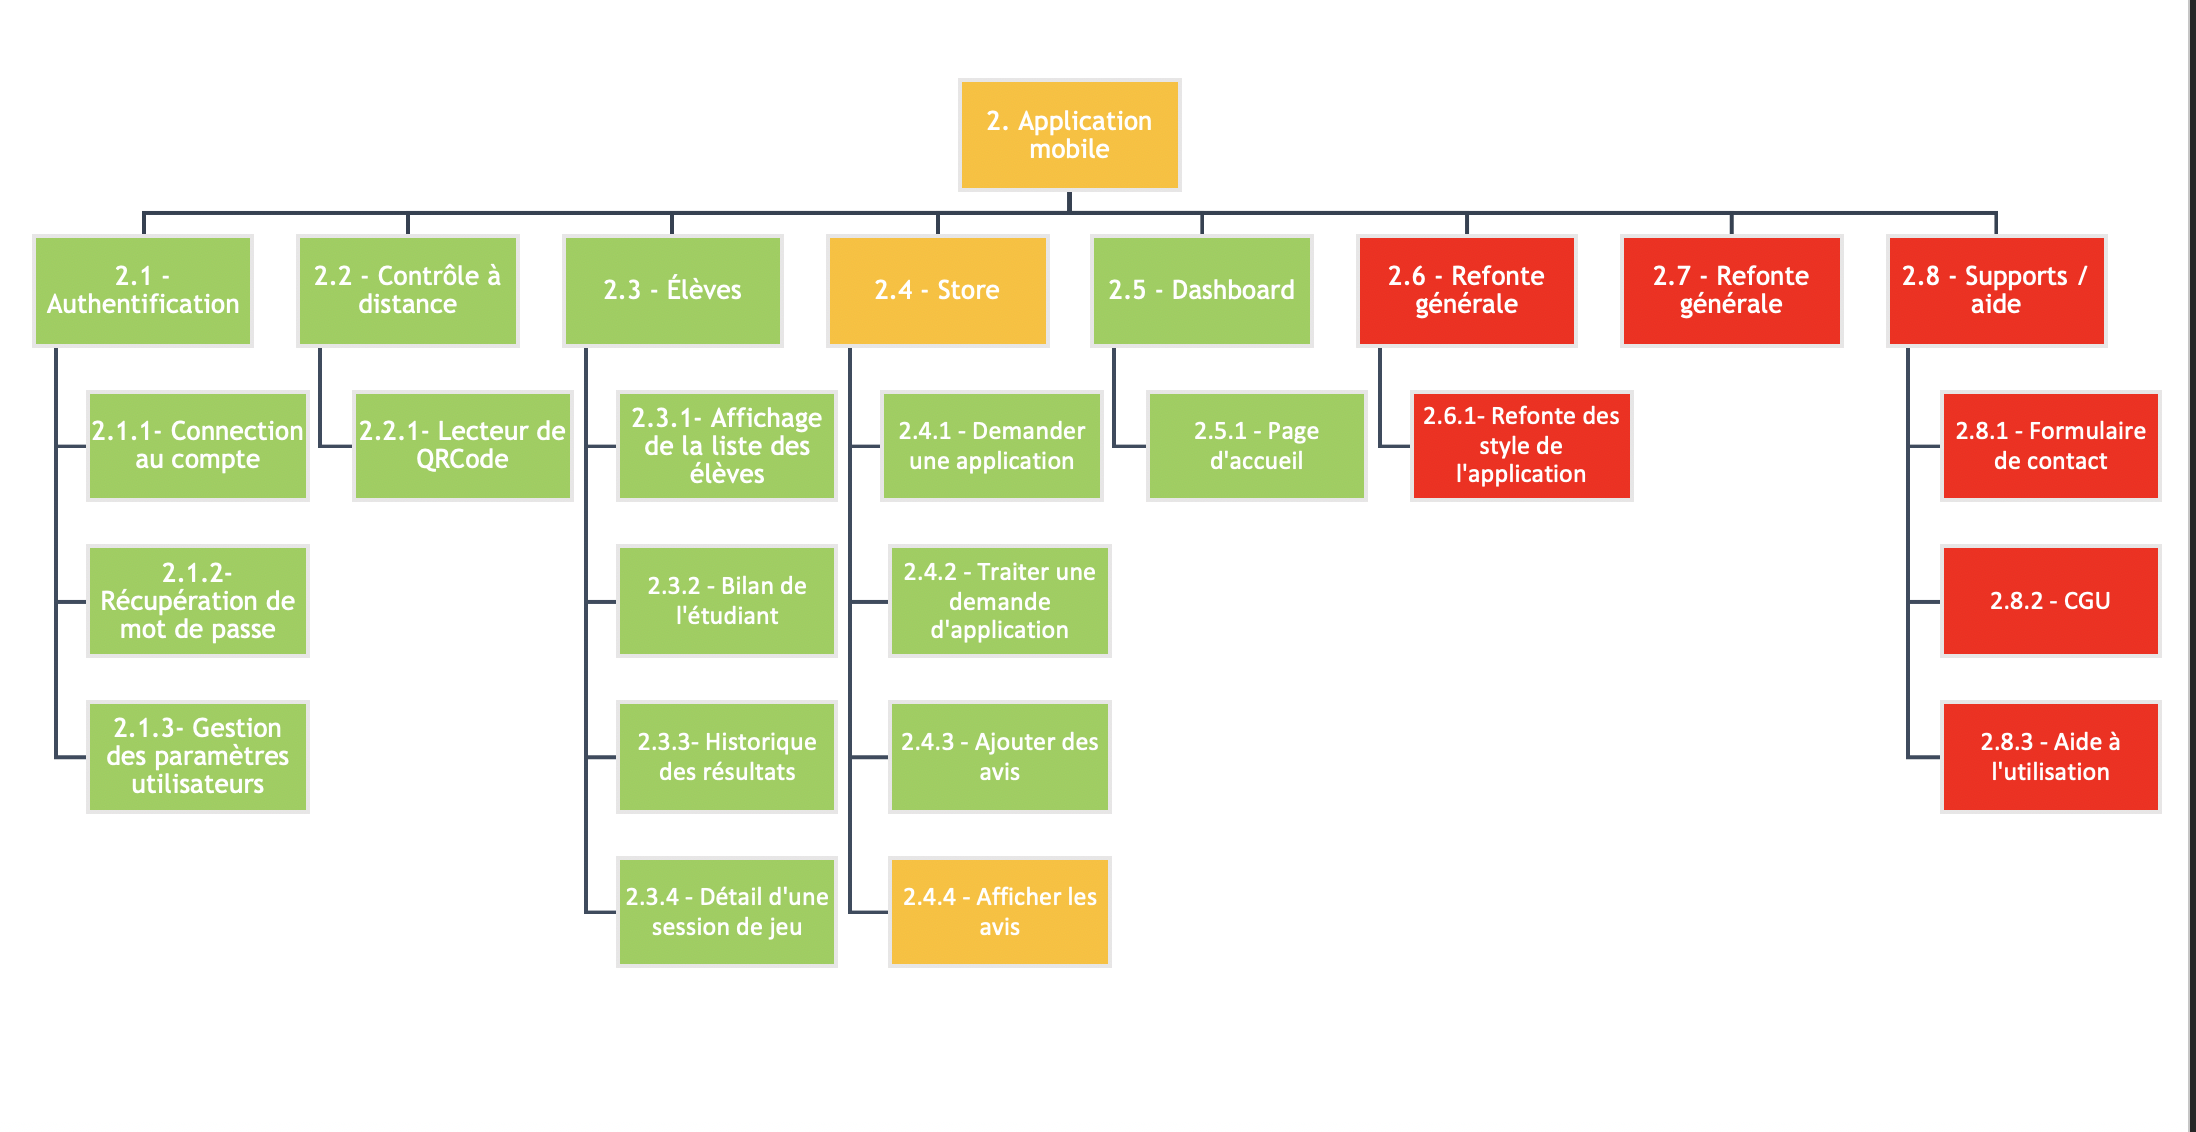 2. Application
mobile
2.1 -
Authentification
2.2 - Contrôle à
distance
2.3 - Élèves
2.4 - Store
2.5 - Dashboard
2.6 - Refonte
générale
2.7 - Refonte
générale
2.8 - Supports /
aide
2.1.1- Connection
au compte
2.2.1- Lecteur de
QRCode
2.3.1- Affichage
de la liste des
élèves
2.4.1 - Demander
une application
2.5.1 - Page
d'accueil
2.6.1- Refonte des
style de
l'application
2.8.1 - Formulaire
de contact
2.1.2-
Récupération de
mot de passe
2.3.2 - Bilan de
l'étudiant
2.4.2 - Traiter une
demande
d'application
2.8.2 - CGU
2.1.3- Gestion
des paramètres
utilisateurs
2.3.3- Historique
des résultats
2.4.3 - Ajouter des
avis
2.8.3 - Aide à
l'utilisation
2.3.4 - Détail d'une
session de jeu
2.4.4 - Afficher les
avis